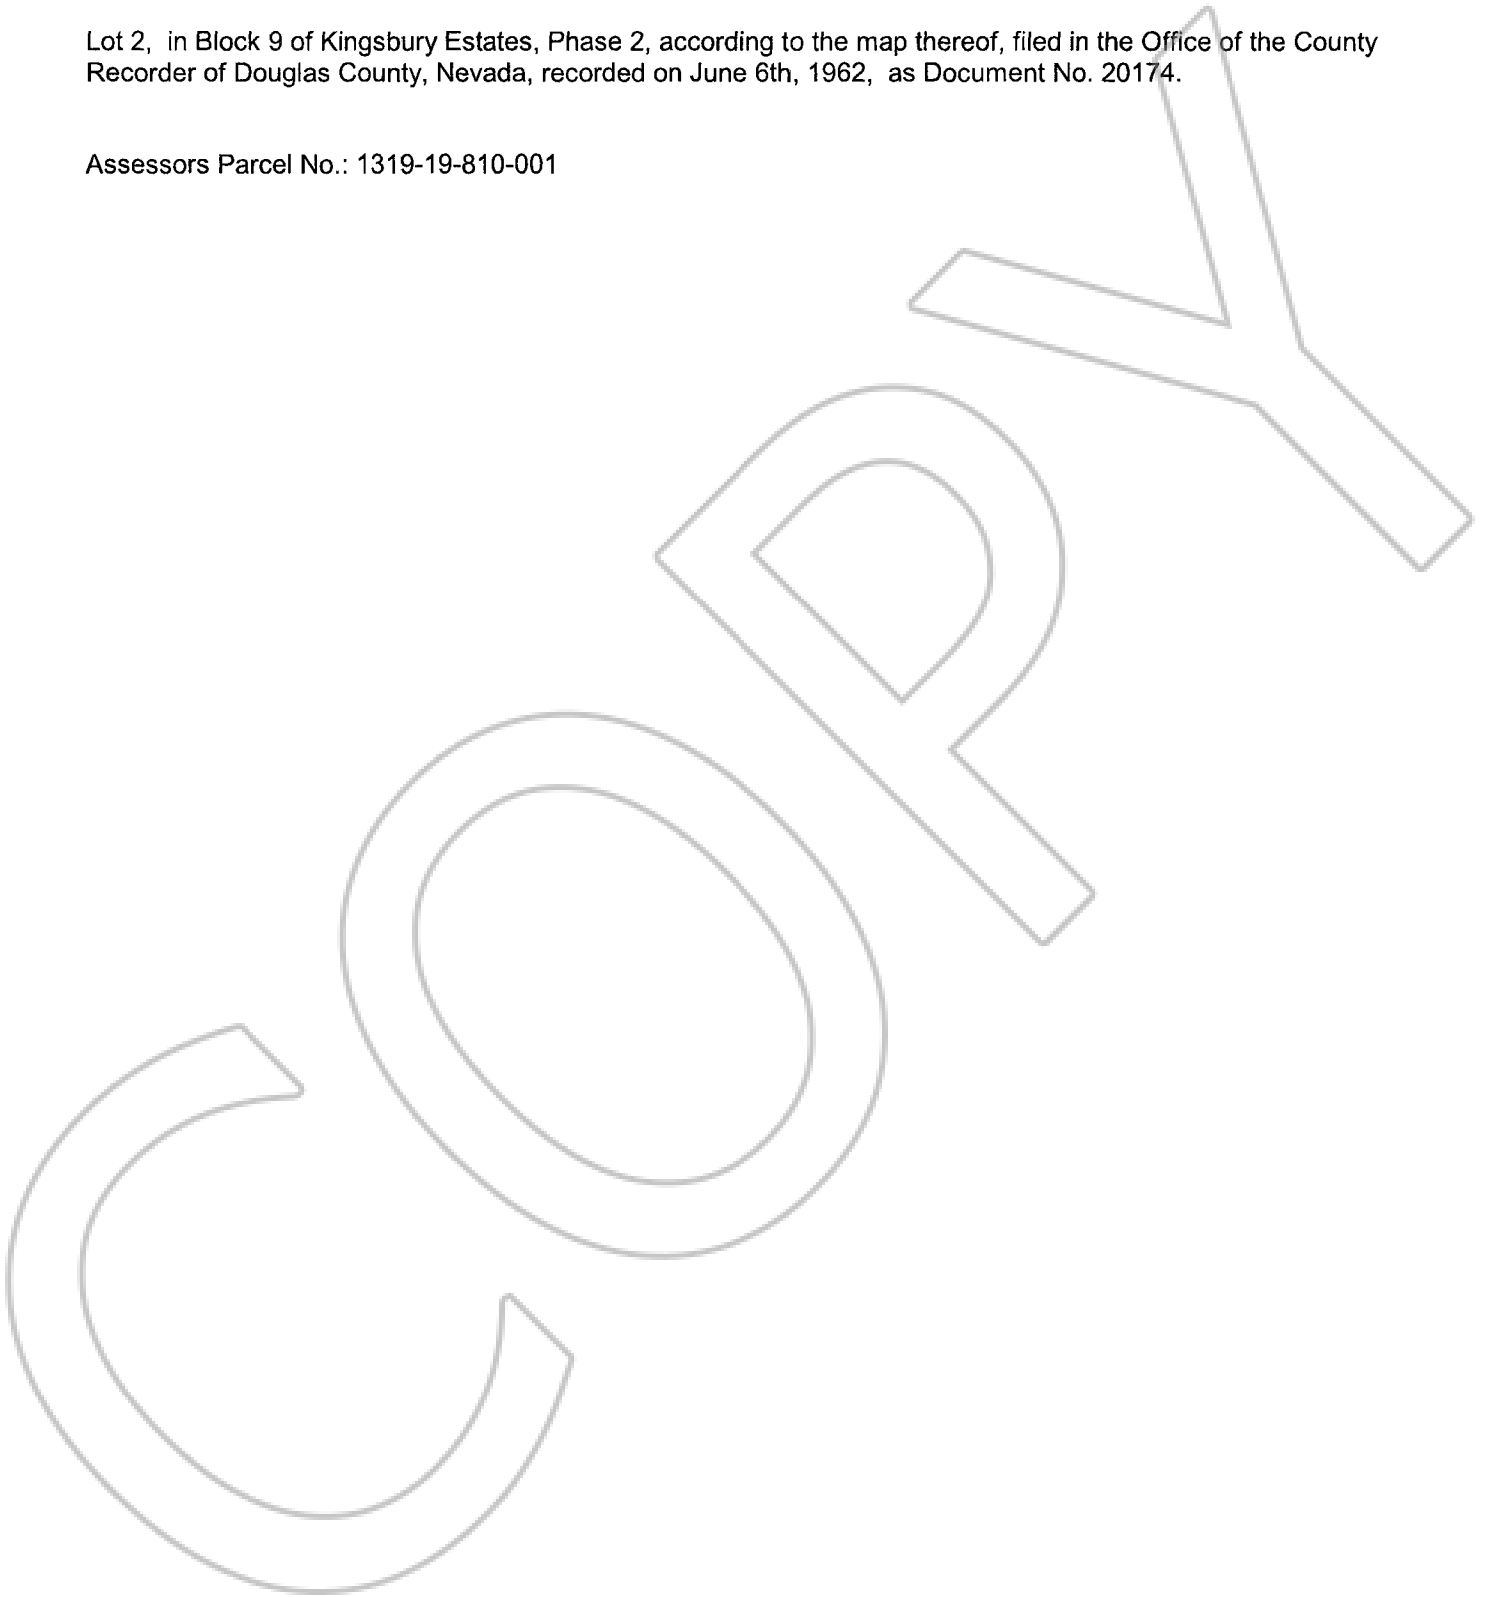 Lot 2,  in Block 9 of Kingsbury Estates, Phase 2, according to the map thereof, filed in the Office of the County
Recorder of Douglas County, Nevada, recorded on June 6th, 1962,  as Document No. 20174.
Assessors Parcel No.: 1319-19-810-001
COPY